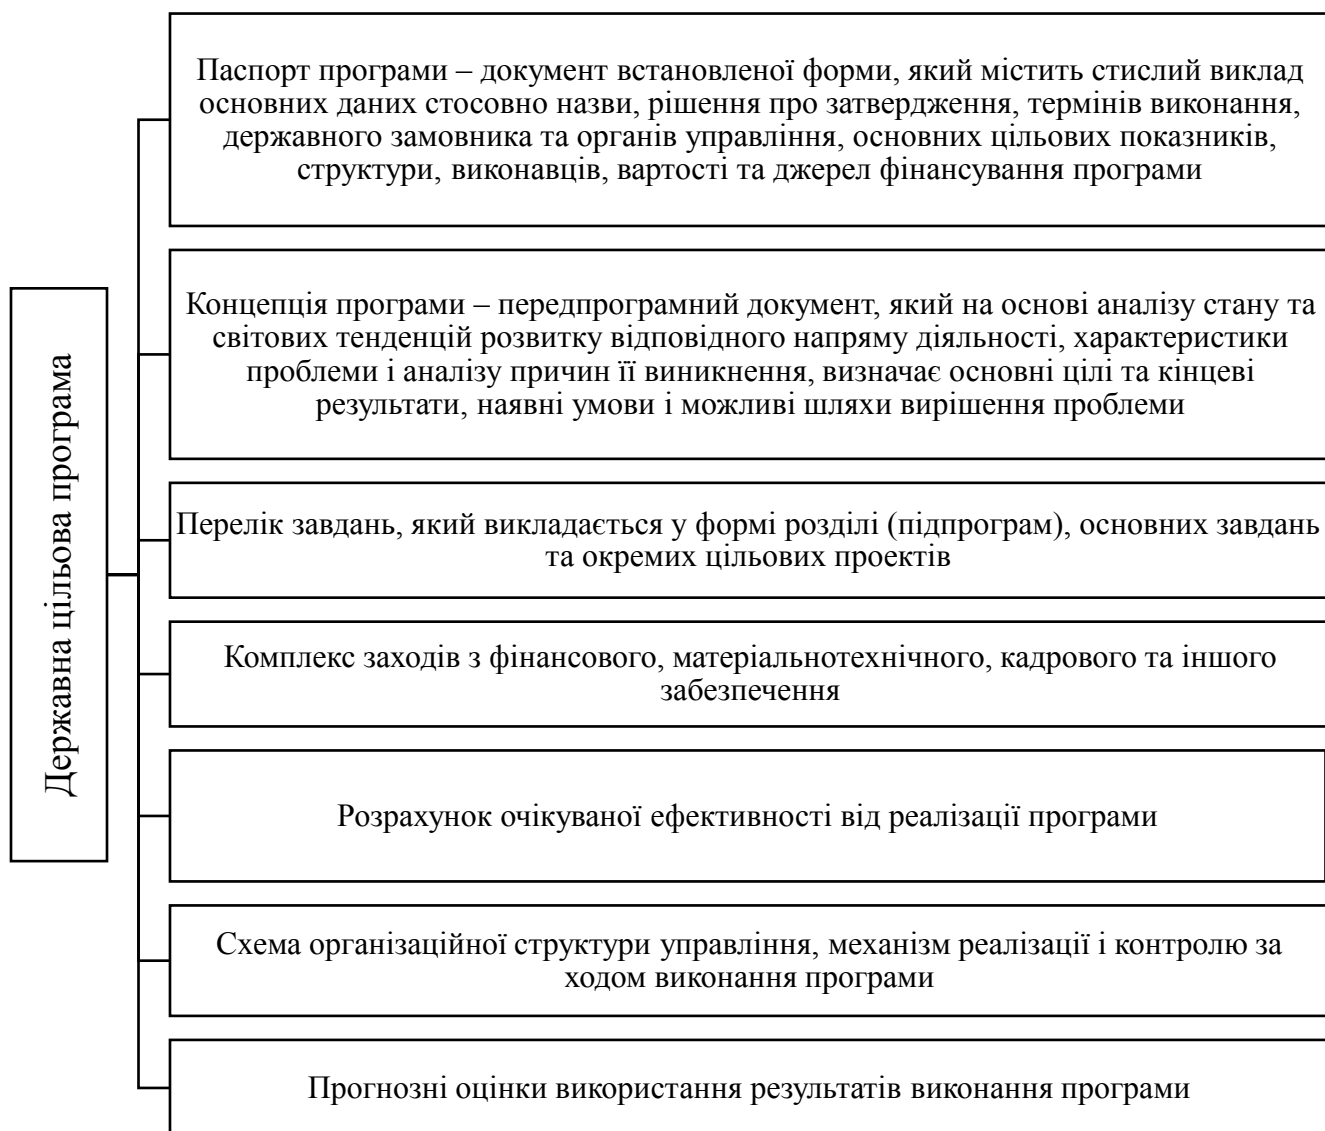 Державна цільова програма
Паспорт програми – документ встановленої форми, який містить стислий виклад
основних даних стосовно назви, рішення про затвердження, термінів виконання,
державного замовника та органів управління, основних цільових показників,
структури, виконавців, вартості та джерел фінансування програми
Концепція програми – передпрограмний документ, який на основі аналізу стану та
світових тенденцій розвитку відповідного напряму діяльності, характеристики
проблеми і аналізу причин її виникнення, визначає основні цілі та кінцеві
результати, наявні умови і можливі шляхи вирішення проблеми
Перелік завдань, який викладається у формі розділі (підпрограм), основних завдань
та окремих цільових проектів
Комплекс заходів з фінансового, матеріальнотехнічного, кадрового та іншого
забезпечення
Розрахунок очікуваної ефективності від реалізації програми
Схема організаційної структури управління, механізм реалізації і контролю за
ходом виконання програми
Прогнозні оцінки використання результатів виконання програми